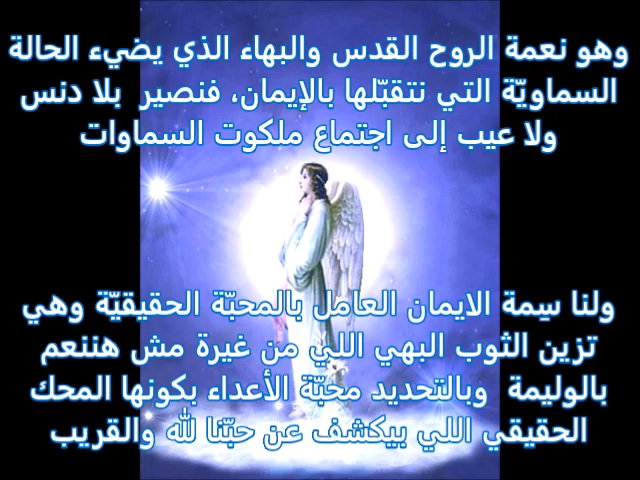 وهو نعمة الروح القدس والبهاء الذي يضيء الحالة
السماويّة التي نتقبّلها بالإيمان، فنصير بلا دنس
ولا عيب إلى اجتماع ملكوت السماوات
ولنا سِمة الايمان العامل بالمحبّة الحقيقيّة وهي
تزين الثوب البهي اللي من غيرة مش هننعم
بالوليمة وبالتحديد محبّة الأعداء بكونها المحك
الحقيقي اللي بيكشف عن حبّنا لله والقريب